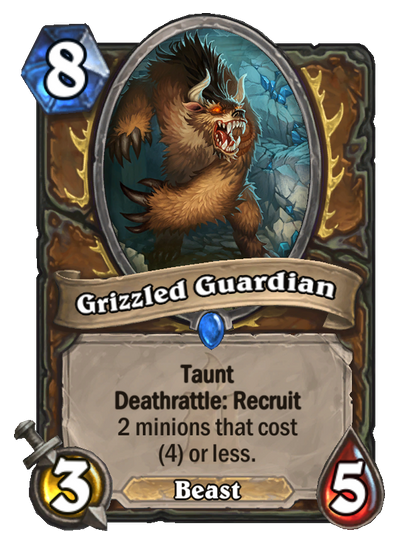 8
Grizzled Guardian
Taunt
Deathrattle: Recruit
2 minions that cost
(4) or less.
3
Beast
5